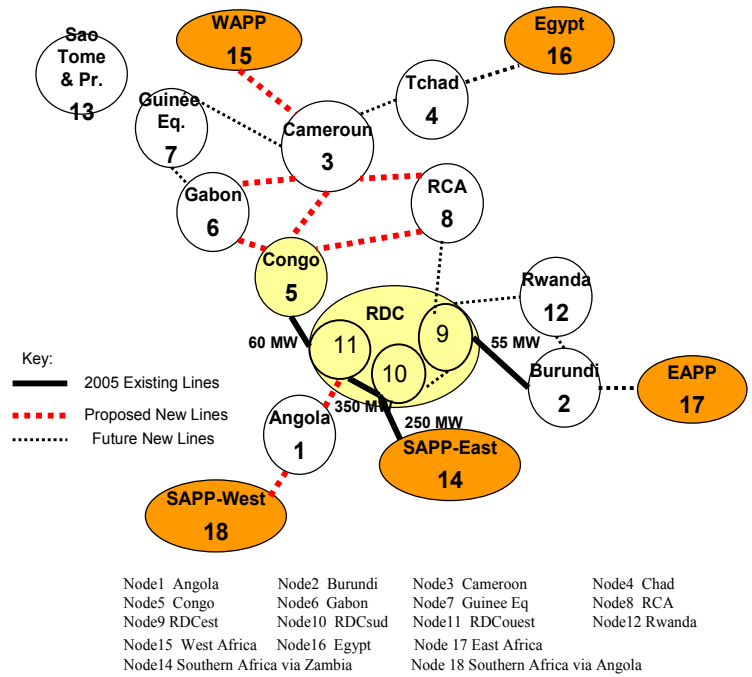 WAPP
15
Egypt
16
Sao
Tome
& Pr.
13
Tchad
4
Guinée
Eq.
7
Cameroun
3
Gabon
6
RCA
8
Congo
5
RDC
Rwanda
12
60 MW
11
9
55 MW
10
Key:
2005 Existing Lines
Proposed New Lines
Future New Lines
350 MW
Burundi
2
EAPP
17
Angola
1
250 MW
SAPP-East
14
SAPP-West
18
Node1 Angola Node2 Burundi Node3 Cameroon Node4 Chad
Node5 Congo Node6 Gabon Node7 Guinee Eq Node8 RCA
Node9 RDCest Node10 RDCsud Node11 RDCouest Node12 Rwanda
Node15 West Africa Node16 Egypt Node 17 East Africa
Node14 Southern Africa via Zambia Node 18 Southern Africa via Angola